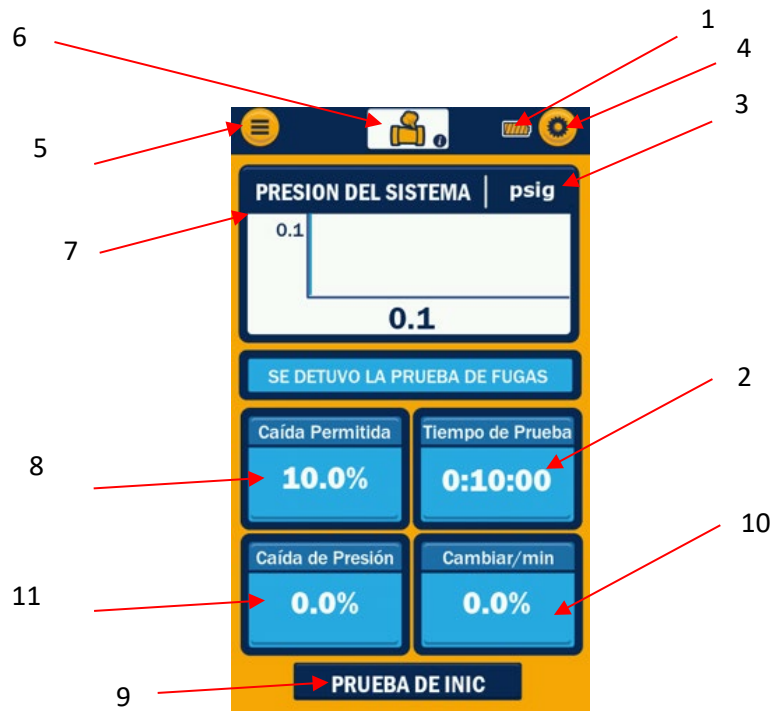 1
6
4
3
5
PRESION DEL SISTEMA | psig
7
0.1
0.1
SE DETUVO LA PRUEBA DE FUGAS
2
Caída Permitida
Tiempo de Prueba
8
10.0%
0:10:00
10
Caída de Presión
Cambiar/min
11
0.0%
0.0%
9
PRUEBA DE INIC